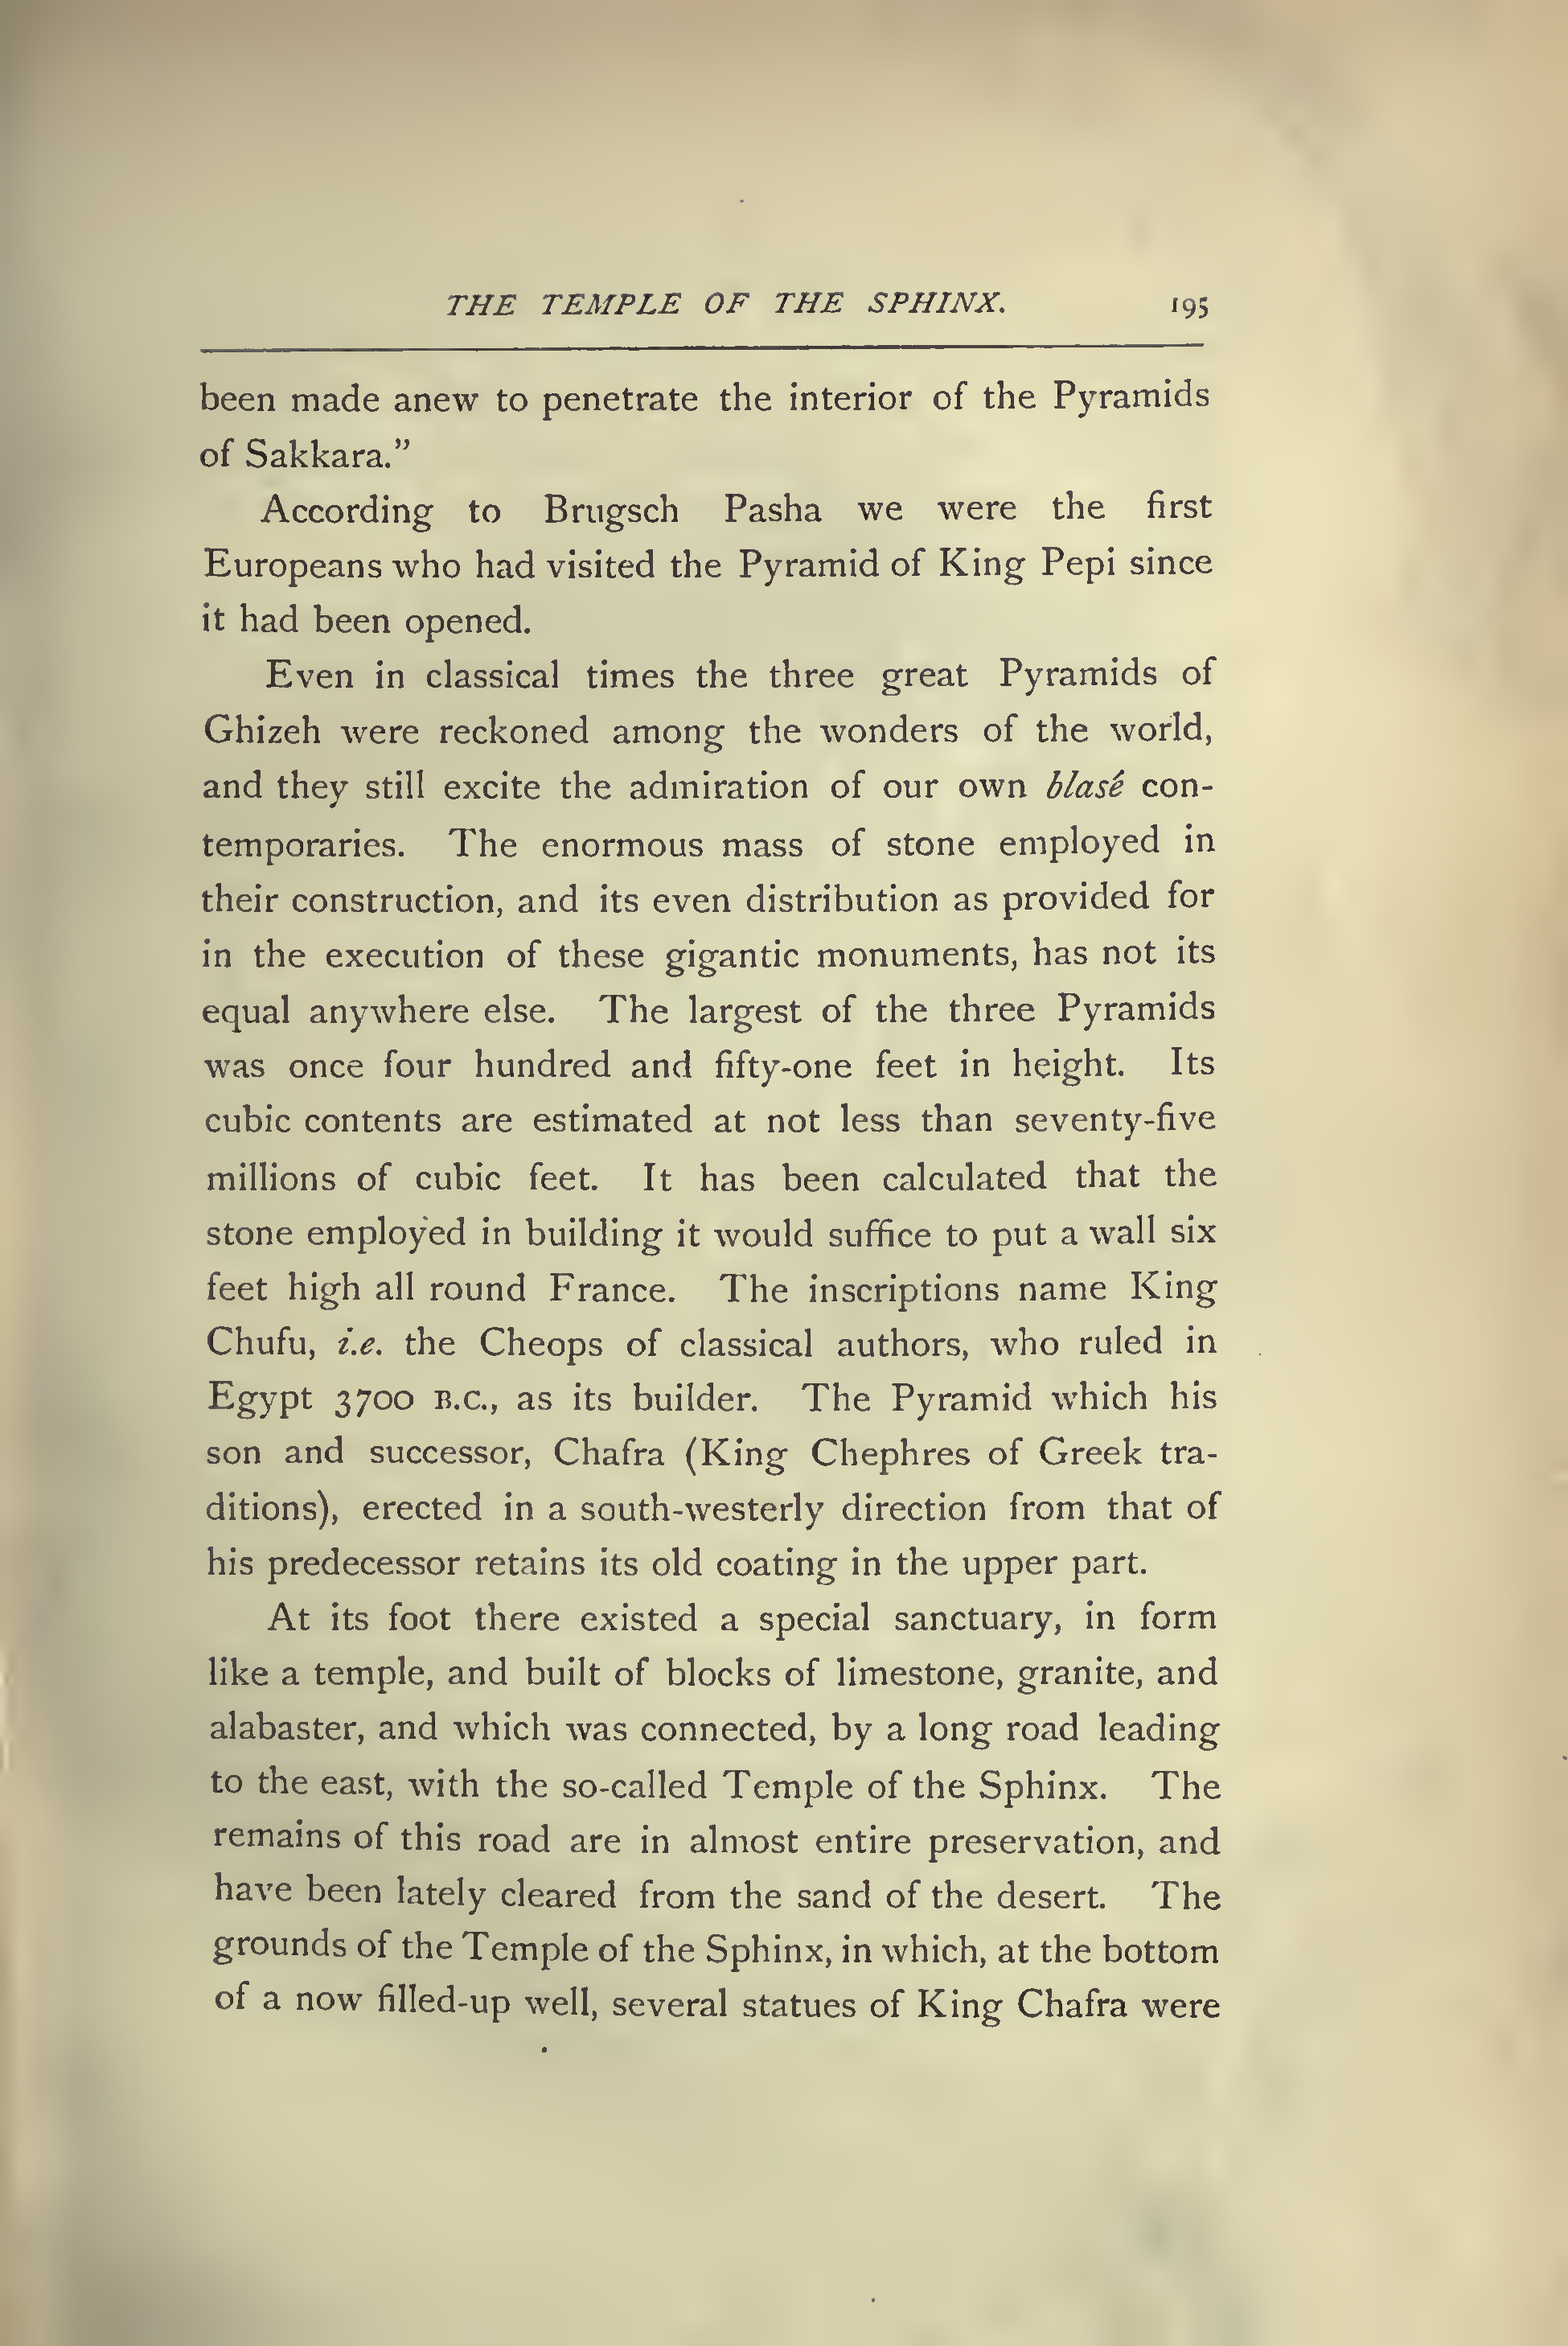 THE TEMPLE OF THE SPHINX. 195
been made anew to penetrate the interior of the Pyramids
of Sakkara.”
According to Brugsch Pasha we were the first
Europeans who had visited the Pyramid of King Pepi since
it had been opened.
Even in classical times the three great Pyramids of
Ghizeh were reckoned among the wonders of the world,
and they still excite the admiration of our own blasé con-
temporaries. The enormous mass of stone employed in
their construction, and its even distribution as provided for
in the execution of these gigantic monuments, has not its
equal anywhere else. The largest of the three Pyramids
was once four hundred and fifty-one feet in height. Its
cubic contents are estimated at not less than seventy-five
millions of cubic feet. It has been calculated that the
stone employed in building it would suffice to put a wall six
feet high all round France. The inscriptions name King
Chufu, i.e. the Cheops of classical authors, who ruled in
Egypt 3700 B.C., as its builder. The Pyramid which his
son and successor, Chafra (King Chephres of Greek tra-
ditions), erected in a south-westerly direction from that of
his predecessor retains its old coating in the upper part.
At its foot there existed a special sanctuary, in form
like a temple, and built of blocks of limestone, granite, and
alabaster, and which was connected, by a long road leading
to the east, with the so-called Temple of the Sphinx. The
remains of this road are in almost entire preservation, and
have been lately cleared from the sand of the desert. The
grounds of the Temple of the Sphinx, in which, at the bottom
of a now filled-up well, several statues of King Chafra were